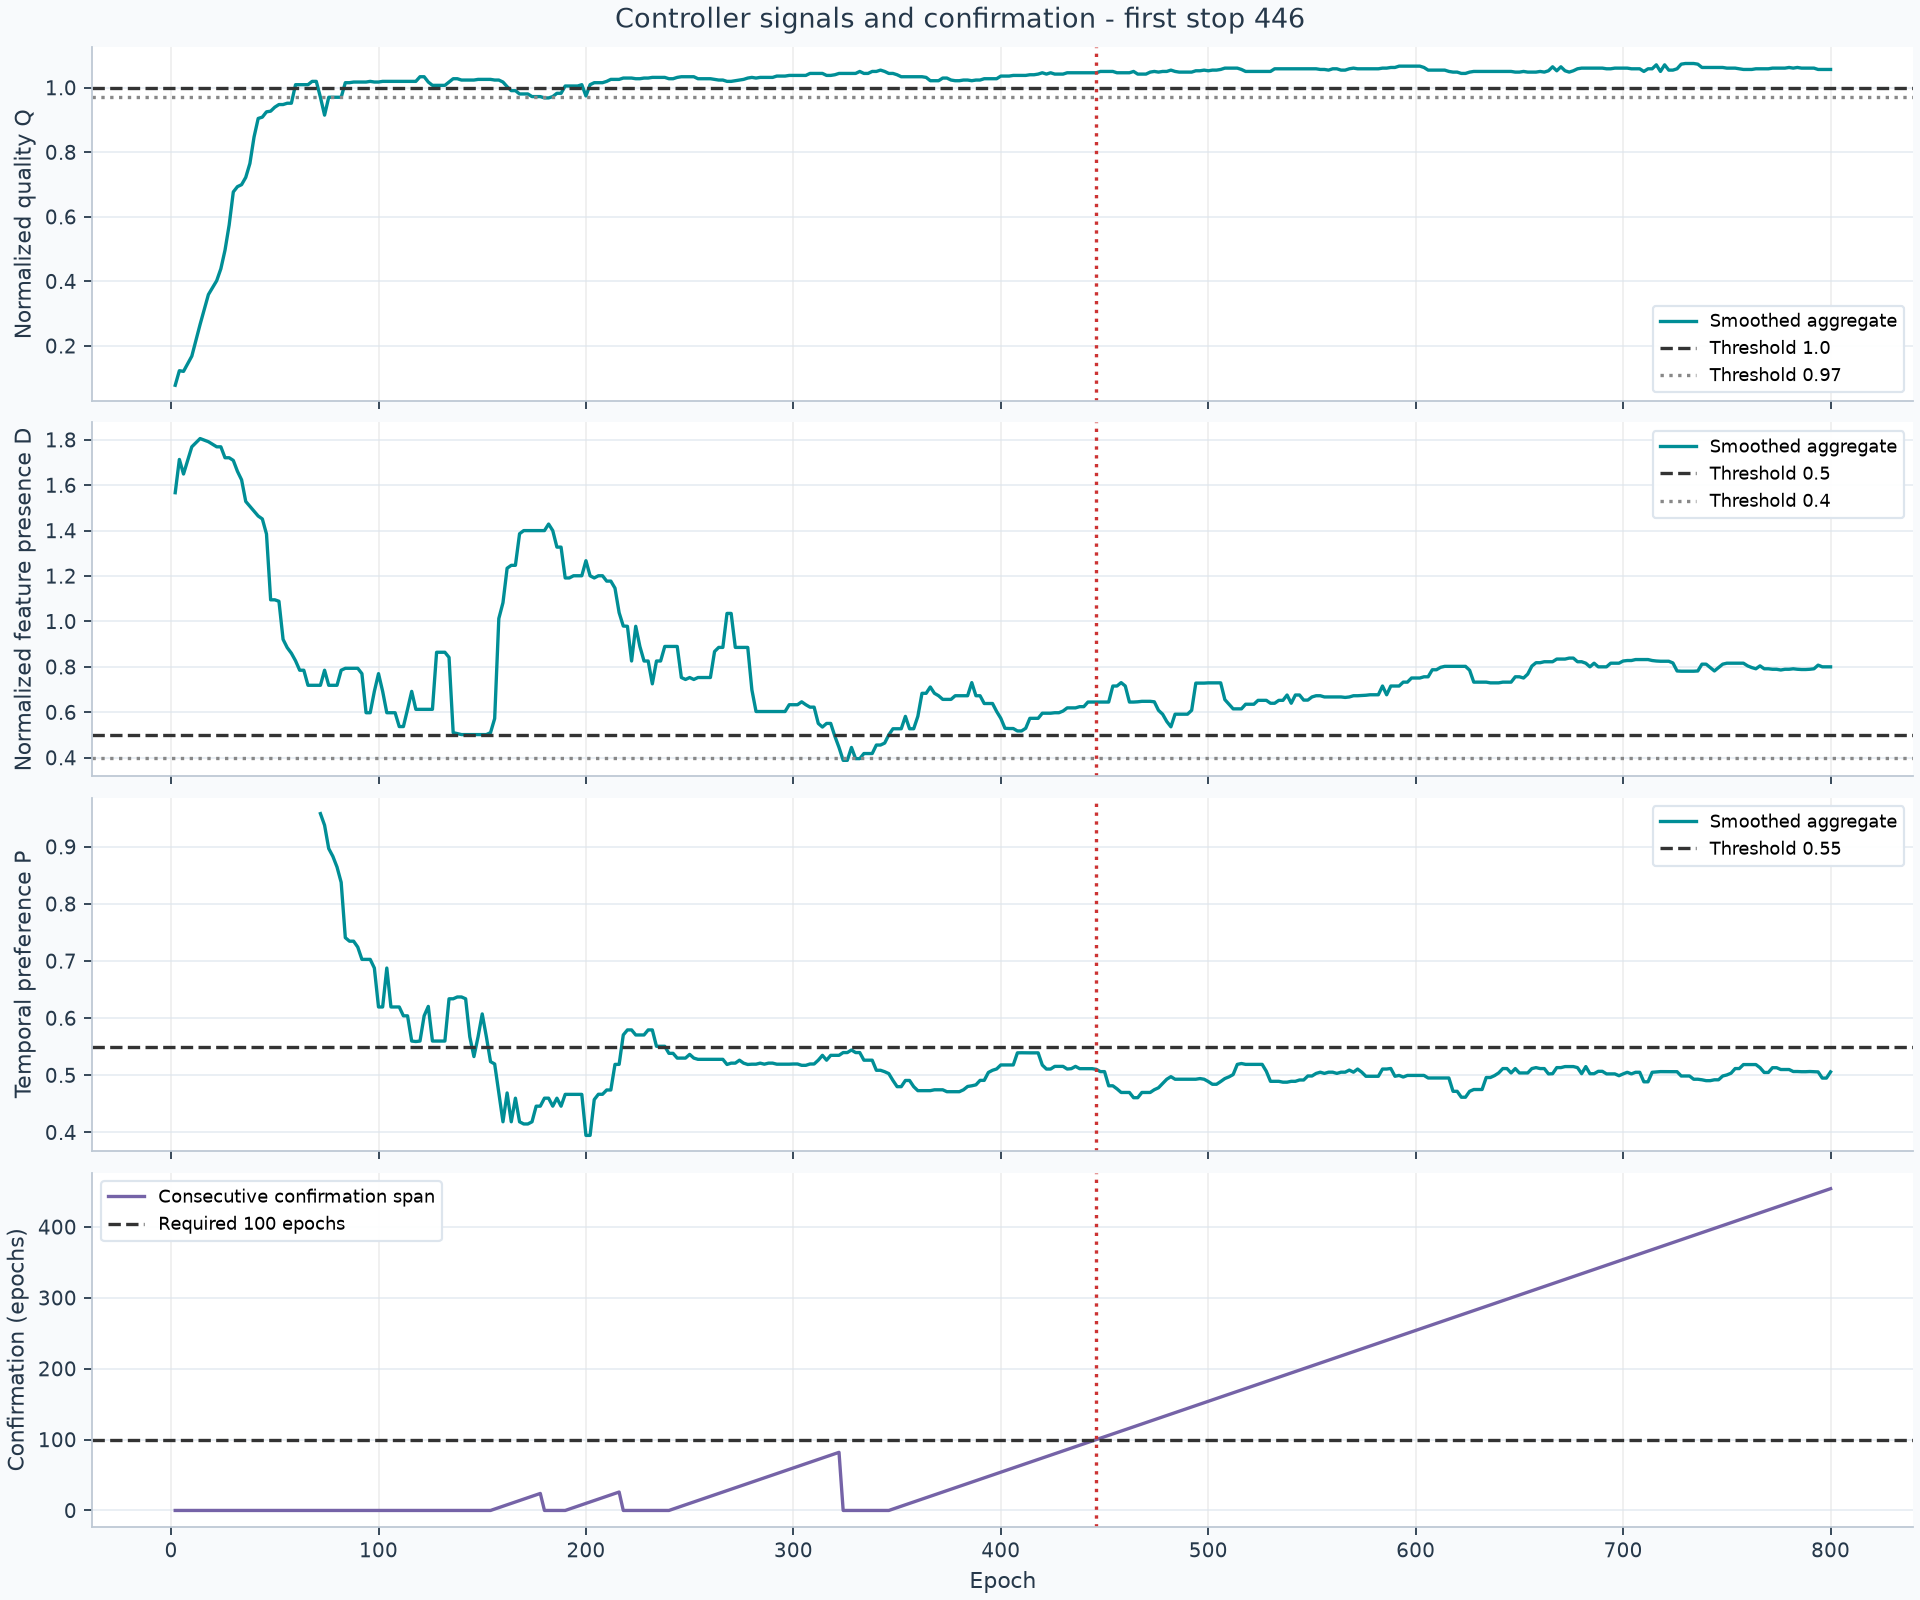 Controller signals and confirmation - first stop 446
Normalized quality Q
1.0
0.8
0.6
0.4
0.2
Smoothed aggregate
Threshold 1.0
Threshold 0.97
Normalized feature presence D
1.8
1.6
1.4
1.2
1.0
0.8
0.6
0.4
Smoothed aggregate
Threshold 0.5
Threshold 0.4
Temporal preference P
0.9
0.8
0.7
0.6
0.5
0.4
Smoothed aggregate
Threshold 0.55
Confirmation (epochs)
400
300
200
100
0
Consecutive confirmation span
Required 100 epochs
0 100 200 300 400 500 600 700 800
Epoch